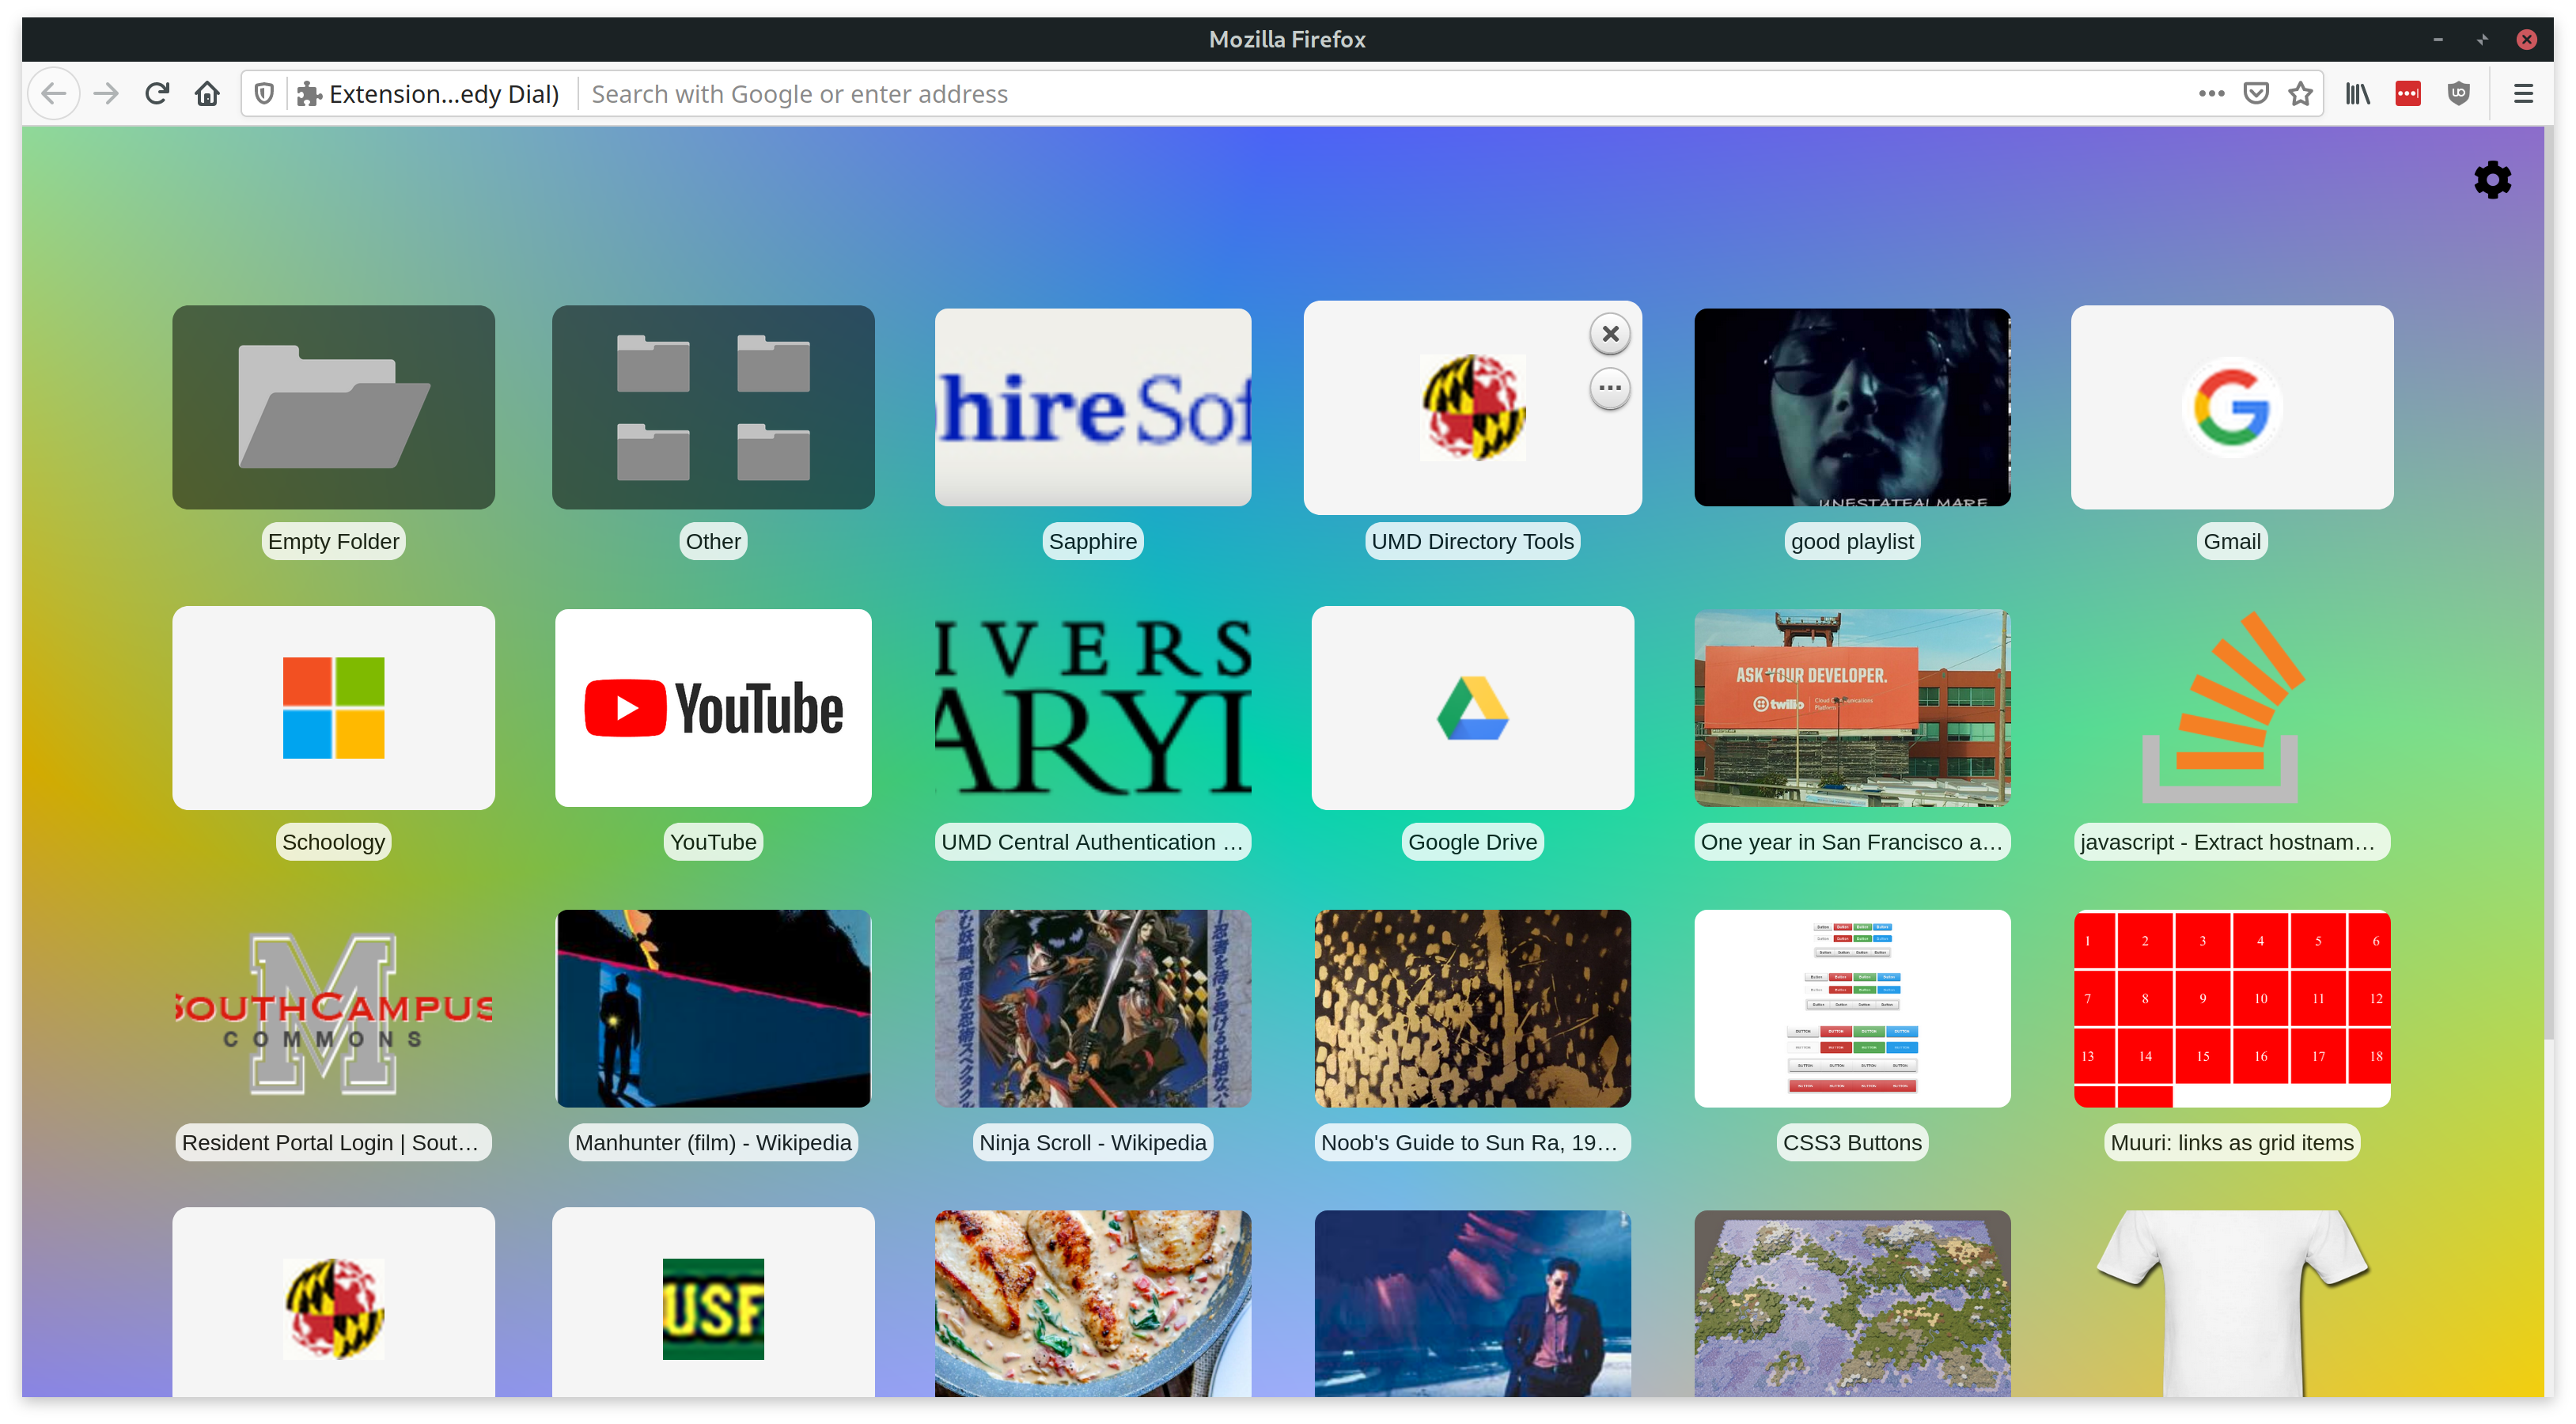 Mozilla Firefox
Extension...edy Dial)
Search with Google or enter address
hireSof
UNESTATEALMARE
Empty Folder
Other
Sapphire
UMD Directory Tools
good playlist
Gmail
YouTube
IVERS
ARYL
ASK YOUR DEVELOPER.
twilio
Schoology
YouTube
UMD Central Authentication ...
Google Drive
One year in San Francisco a...
javascript - Extract hostnam...
M
SOUTHCAMPUS
COMMONS
1 2 3 4 5 6
7 8 9 10 11 12
13 14 15 16 17 18
Resident Portal Login | Sout...
Manhunter (film) - Wikipedia
Ninja Scroll - Wikipedia
Noob's Guide to Sun Ra, 19...
CSS3 Buttons
Muuri: links as grid items
USF